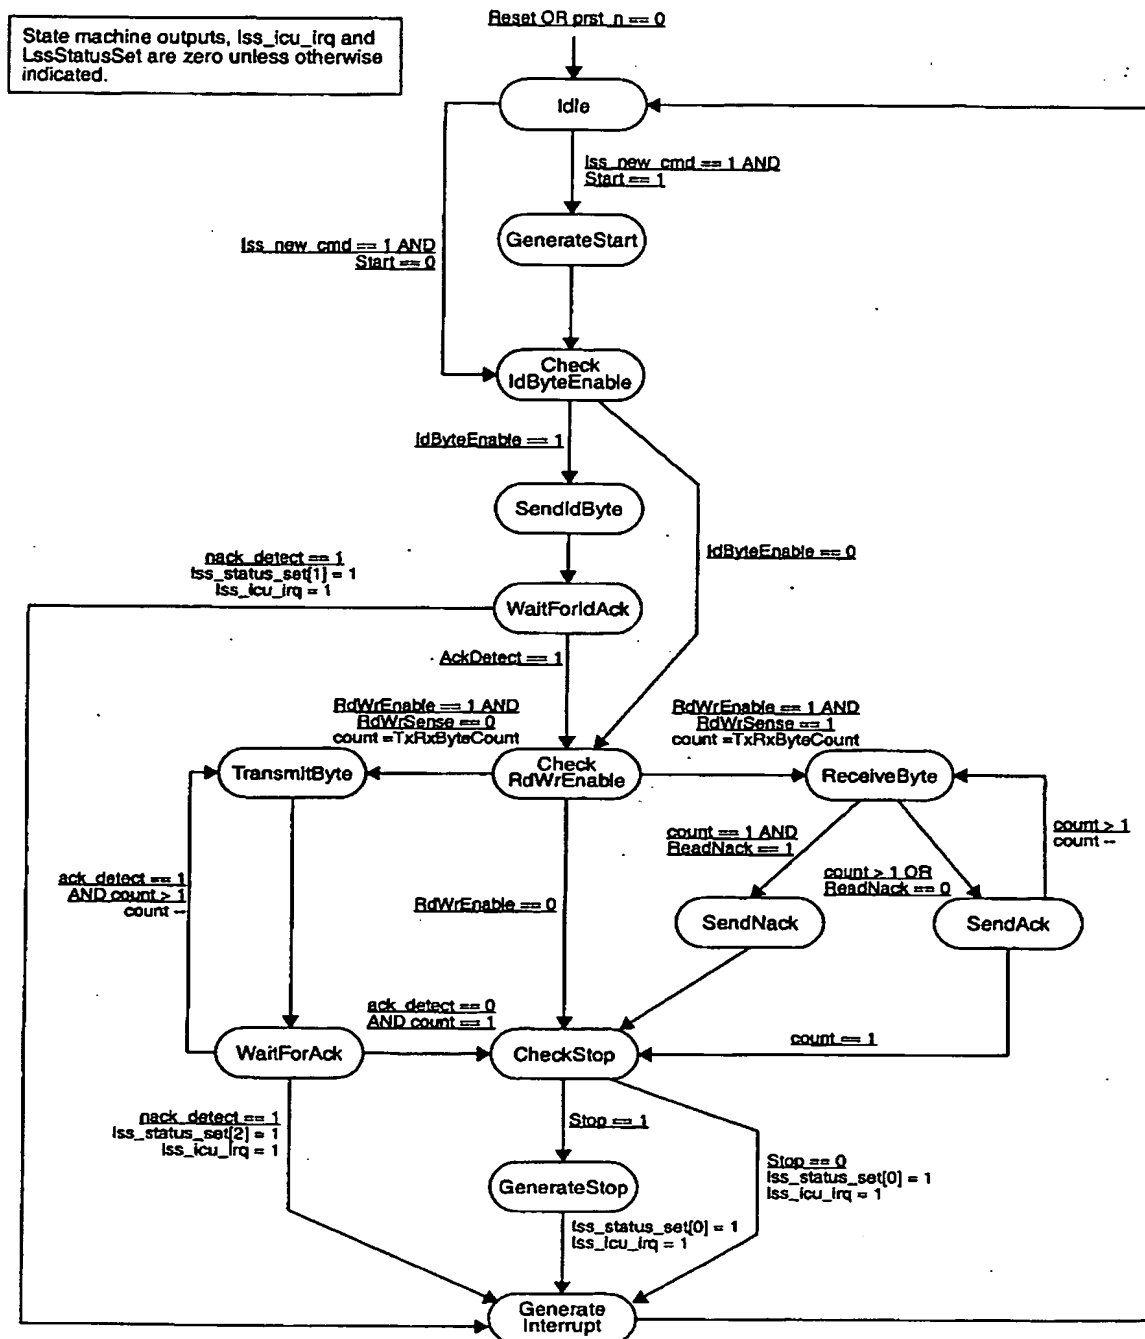 Reset OR prst_n == 0
State machine outputs, lss_icu_irq and
LssStatusSet are zero unless otherwise
indicated.
Idle
lss_new_cmd == 1 AND
Start == 1
GenerateStart
lss_new_cmd == 1 AND
Start == 0
Check
IdByteEnable
IdByteEnable == 1
SendIdByte
IdByteEnable == 0
nack_detect == 1
lss_status_set[1] = 1
lss_icu_irq = 1
WaitForIdAck
AckDetect == 1
RdWrEnable == 1 AND
RdWrSense == 0
count =TxRxByteCount
RdWrEnable == 1 AND
RdWrSense == 1
count =TxRxByteCount
TransmitByte
Check
RdWrEnable
ReceiveByte
count == 1 AND
ReadNack == 1
count > 1
count --
ack_detect == 1
AND count > 1
count --
count > 1 OR
ReadNack == 0
RdWrEnable == 0
SendNack
SendAck
ack_detect == 0
AND count == 1
WaitForAck
CheckStop
count == 1
nack_detect == 1
lss_status_set[2] = 1
lss_icu_irq = 1
Stop == 1
Stop == 0
lss_status_set[0] = 1
lss_icu_irq = 1
GenerateStop
lss_status_set[0] = 1
lss_icu_irq = 1
Generate
Interrupt